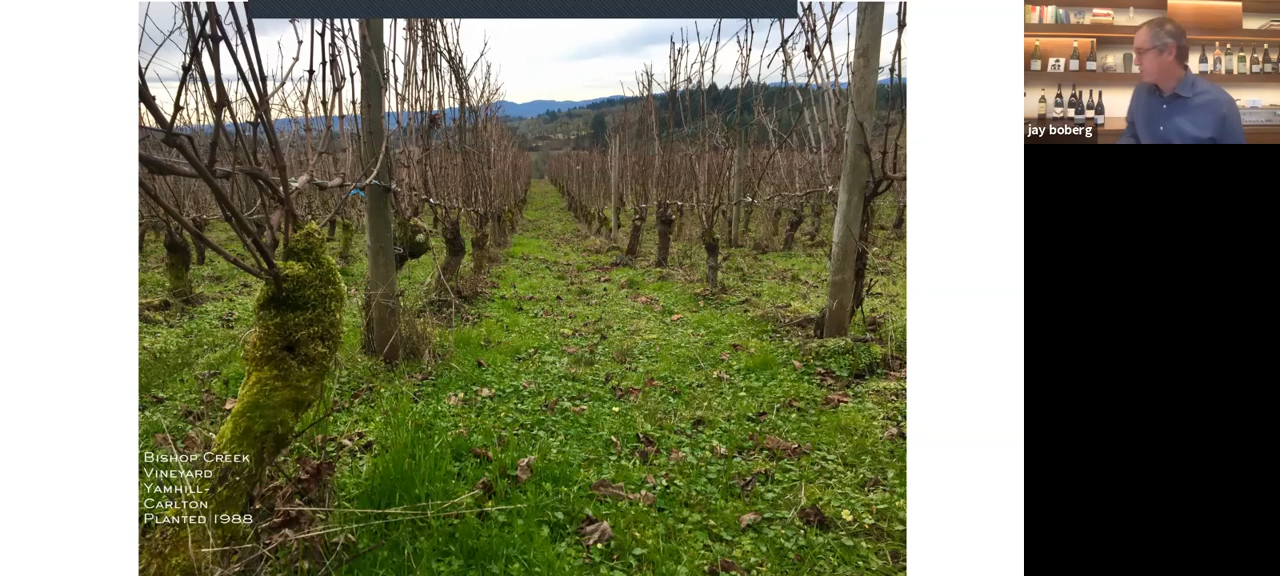 jay boberg
Bishop Creek
Vineyard
Yamhill-
Carlton
Planted 1988